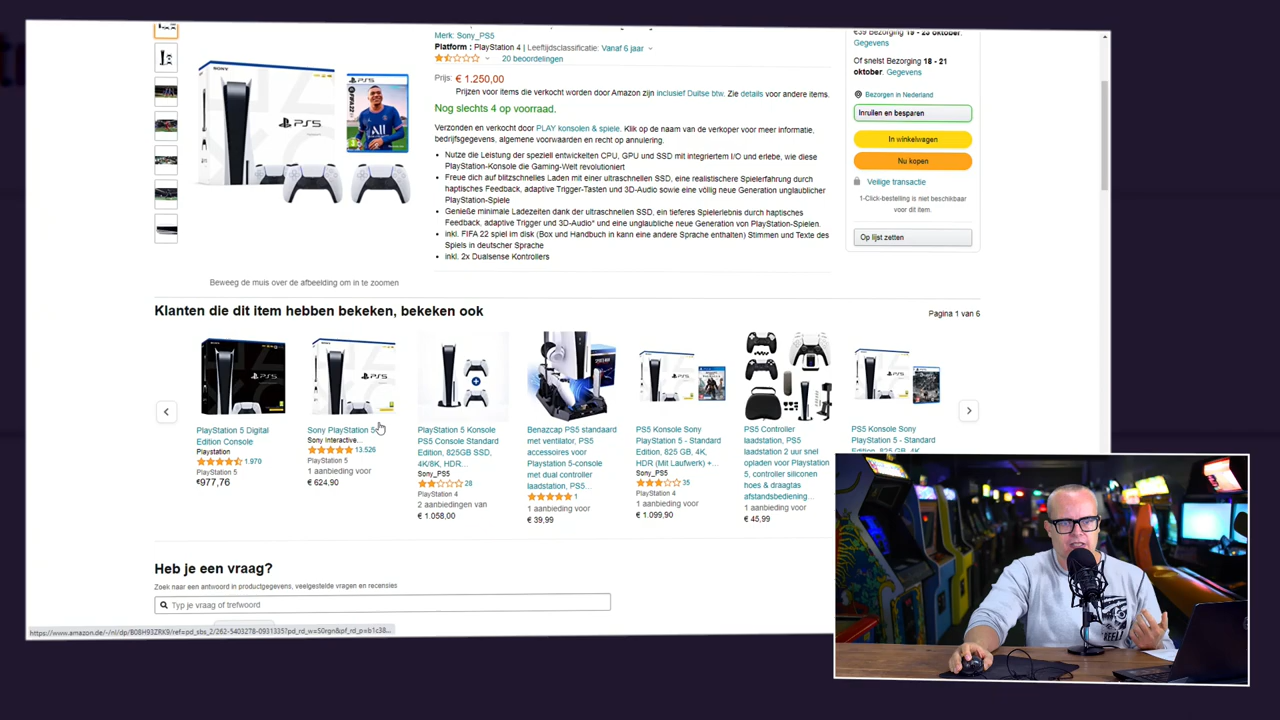 Merk: Sony_PS5
Platform : PlayStation 4 | Leeftijdsclassificatie: Vanaf 6 jaar
20 beoordelingen
Prijs: € 1.250,00
Prijzen voor items die verkocht worden door Amazon zijn inclusief Duitse btw. Zie details voor andere items.
Nog slechts 4 op voorraad.
Verzonden en verkocht door PLAY konsolen & spiele. Klik op de naam van de verkoper voor meer informatie,
bedrijfsgegevens, algemene voorwaarden en recht op annulering.
Nutze die Leistung der speziell entwickelten CPU, GPU und SSD mit integriertem I/O und erlebe, wie diese
PlayStation-Konsole die Gaming-Welt revolutioniert
Freue dich auf blitzschnelles Laden mit einer ultraschnellen SSD, eine realistischere Spielerfahrung durch
haptisches Feedback, adaptive Trigger-Tasten und 3D-Audio sowie eine völlig neue Generation unglaublicher
PlayStation-Spiele
Genieße minimale Ladezeiten dank der ultraschnellen SSD, ein tieferes Spielerlebnis durch haptisches
Feedback, adaptive Trigger und 3D-Audio* und eine unglaubliche neue Generation von PlayStation-Spielen.
inkl. FIFA 22 spiel im disk (Box und Handbuch in kann eine andere Sprache enthalten) Stimmen und Texte des
Spiels in deutscher Sprache
inkl. 2x Dualsense Kontrollers
€39 Bezorging 19 - 23 oktober.
Gegevens
Of snelst Bezorging 18 - 21
oktober. Gegevens
Bezorgen in Nederland
Inruilen en besparen
In winkelwagen
Nu kopen
Veilige transactie
1-Click-bestelling is niet beschikbaar
voor dit item.
Op lijst zetten
SONY
PS5
PS5
FIFA 22
Beweeg de muis over de afbeelding om in te zoomen
Klanten die dit item hebben bekeken, bekeken ook
Pagina 1 van 6
PlayStation 5 Digital
Edition Console
Playstation
1.970
PlayStation 5
€977,76
Sony PlayStation 5
Sony Interactive...
13.526
PlayStation 5
1 aanbieding voor
€ 624,90
PlayStation 5 Konsole
PS5 Console Standard
Edition, 825GB SSD,
4K/8K, HDR...
Sony_PS5
28
PlayStation 4
2 aanbiedingen van
€ 1.058,00
Benazcap PS5 standaard
met ventilator, PS5
accessoires voor
Playstation 5-console
met dual controller
laadstation, PS5...
1
1 aanbieding voor
€ 39,99
PS5 Konsole Sony
PlayStation 5 - Standard
Edition, 825 GB, 4K,
HDR (Mit Laufwerk) +...
Sony_PS5
35
PlayStation 4
1 aanbieding voor
€ 1.099,90
PS5 Controller
laadstation, PS5
laadstation 2 uur snel
opladen voor Playstation
5, controller siliconen
hoes & draagtas
afstandsbediening...
1 aanbieding voor
€ 45,99
PS5 Konsole Sony
PlayStation 5 - Standard
Edition, 825 GB, 4K,
Heb je een vraag?
Zoek naar een antwoord in productgegevens, veelgestelde vragen en recensies
Typ je vraag of trefwoord
https://www.amazon.de/-/nl/dp/B08H93ZRK9/ref=pd_sbs_2/262-5403278-0931335?pd_rd_w=50rgn&pf_rd_p=b1c38...